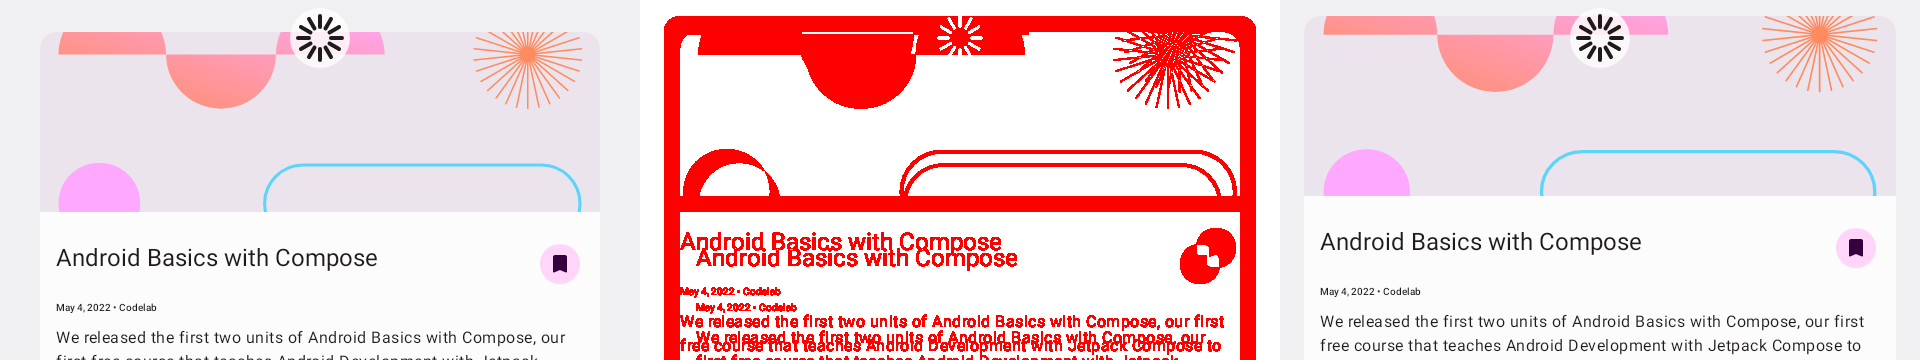 Android Basics with Compose
May 4, 2022 • Codelab
We released the first two units of Android Basics with Compose, our
first free course that teaches Android Development with Jetpack
Android Basics with Compose
Android Basics with Compose
May 4, 2022 • Codelab
May 4, 2022 • Codelab
We released the first two units of Android Basics with Compose, our first
We released the first two units of Android Basics with Compose, our
free course that teaches Android Development with Jetpack Compose to
first free course that teaches Android Development with Jetpack
Android Basics with Compose
May 4, 2022 • Codelab
We released the first two units of Android Basics with Compose, our first
free course that teaches Android Development with Jetpack Compose to